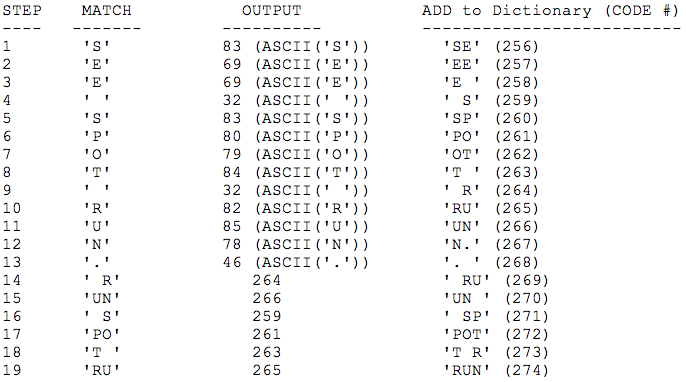 STEP    MATCH            OUTPUT            ADD to Dictionary (CODE #)
----    -------        ----------          --------------------------
1       'S'            83 (ASCII('S'))       'SE' (256)
2       'E'            69 (ASCII('E'))       'EE' (257)
3       'E'            69 (ASCII('E'))       'E ' (258)
4       ' '            32 (ASCII(' '))       ' S' (259)
5       'S'            83 (ASCII('S'))       'SP' (260)
6       'P'            80 (ASCII('P'))       'PO' (261)
7       'O'            79 (ASCII('O'))       'OT' (262)
8       'T'            84 (ASCII('T'))       'T ' (263)
9       ' '            32 (ASCII(' '))       ' R' (264)
10      'R'            82 (ASCII('R'))       'RU' (265)
11      'U'            85 (ASCII('U'))       'UN' (266)
12      'N'            78 (ASCII('N'))       'N.' (267)
13      '.'            46 (ASCII('.'))       '. ' (268)
14      ' R'              264                ' RU' (269)
15      'UN'              266                'UN ' (270)
16      ' S'              259                ' SP' (271)
17      'PO'              261                'POT' (272)
18      'T '              263                'T R' (273)
19      'RU'              265                'RUN' (274)